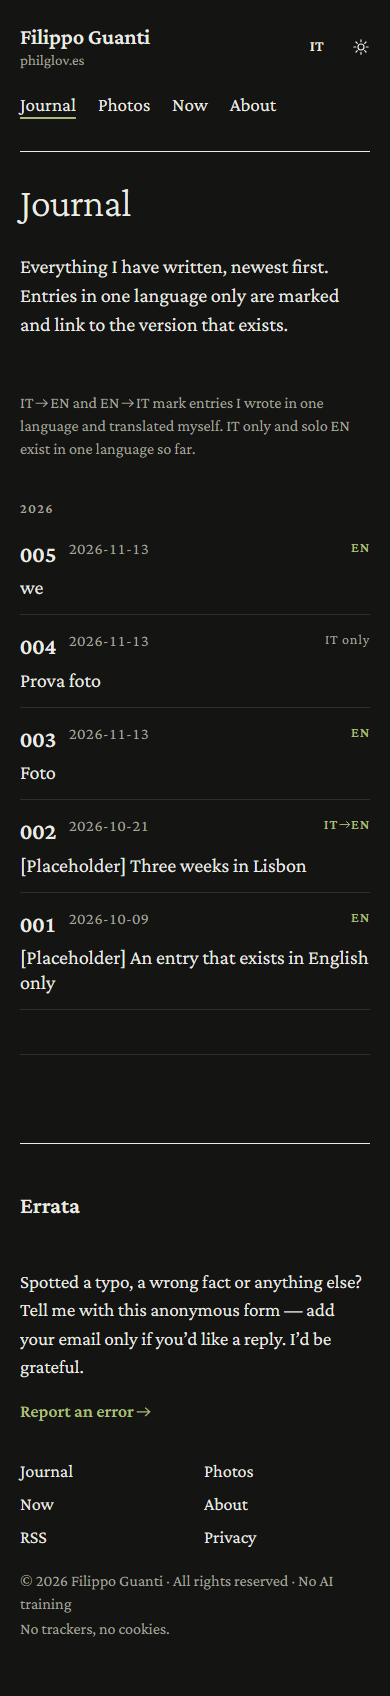 Filippo Guanti
philglov.es
IT
Journal Photos Now About
Journal
Everything I have written, newest first.
Entries in one language only are marked
and link to the version that exists.
IT→EN and EN→IT mark entries I wrote in one
language and translated myself. IT only and solo EN
exist in one language so far.
2026
005 2026-11-13 EN
we
004 2026-11-13 IT only
Prova foto
003 2026-11-13 EN
Foto
002 2026-10-21 IT→EN
[Placeholder] Three weeks in Lisbon
001 2026-10-09 EN
[Placeholder] An entry that exists in English
only
Errata
Spotted a typo, a wrong fact or anything else?
Tell me with this anonymous form — add
your email only if you’d like a reply. I’d be
grateful.
Report an error→
Journal Photos
Now About
RSS Privacy
© 2026 Filippo Guanti · All rights reserved · No AI
training
No trackers, no cookies.